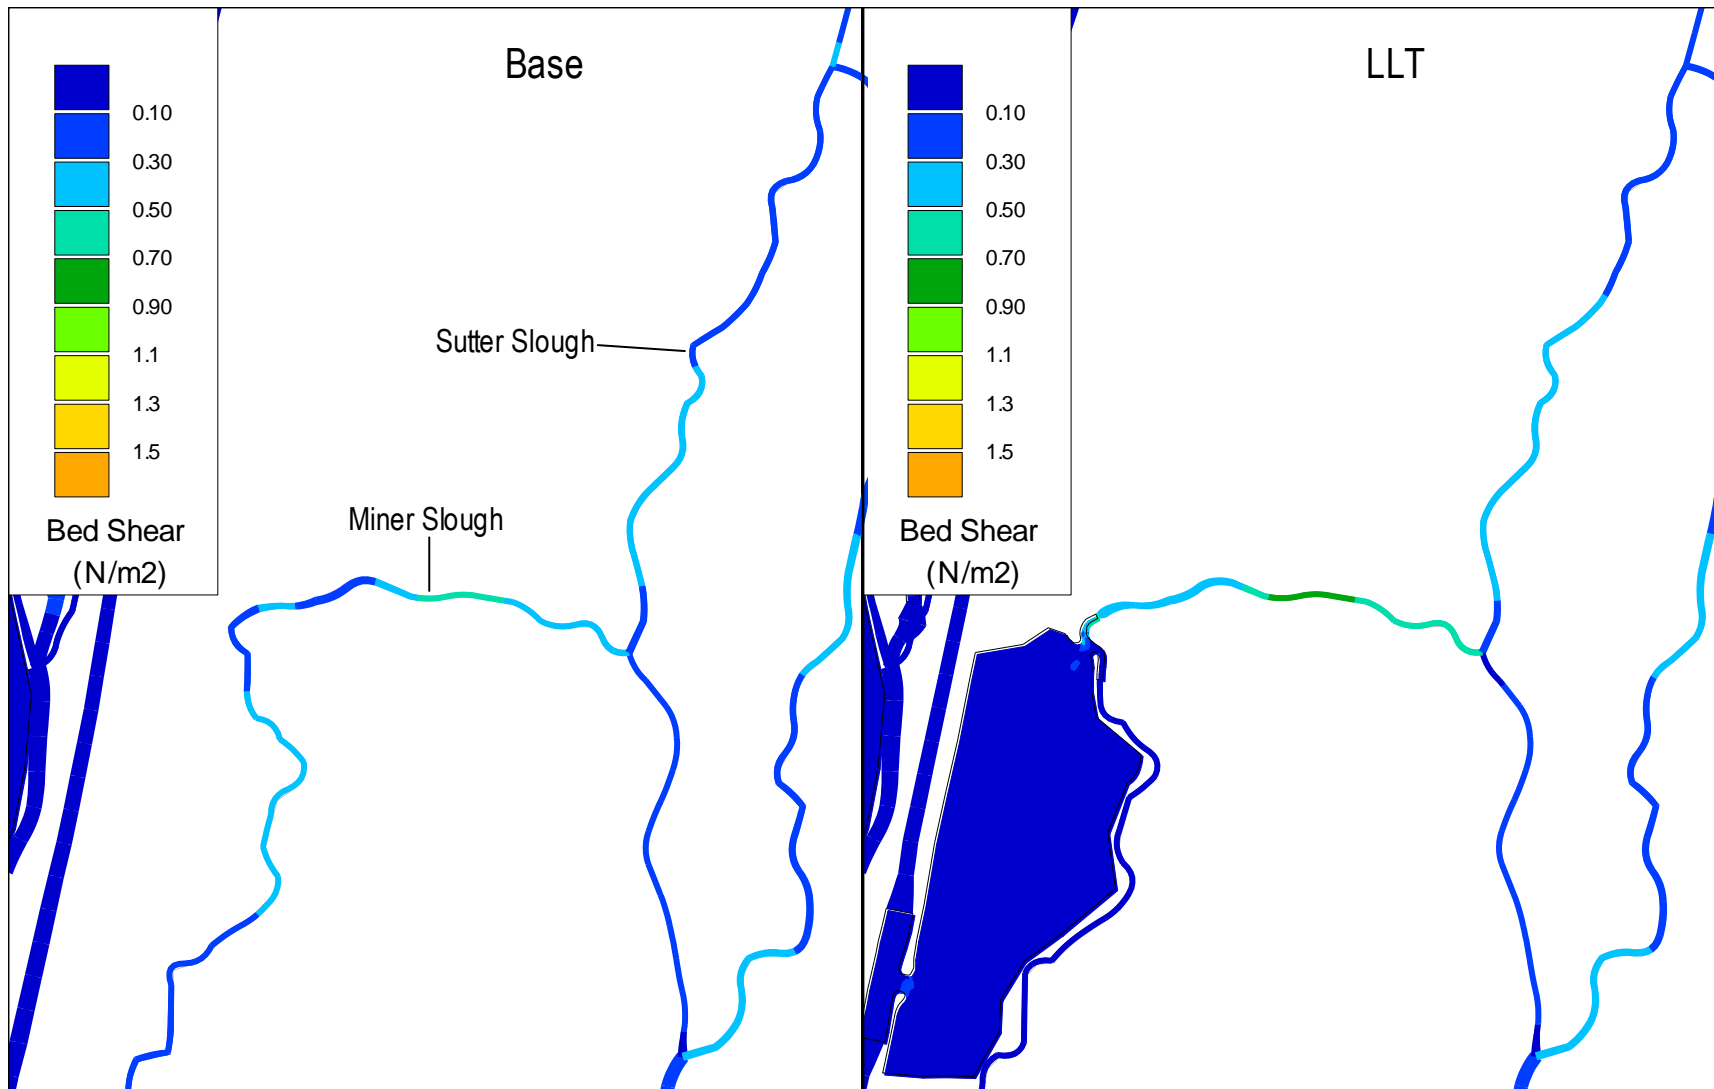 Base
0.10
0.30
0.50
0.70
0.90
1.1
1.3
1.5
Bed Shear
(N/m2)
Sutter Slough
Miner Slough
LLT
0.10
0.30
0.50
0.70
0.90
1.1
1.3
1.5
Bed Shear
(N/m2)